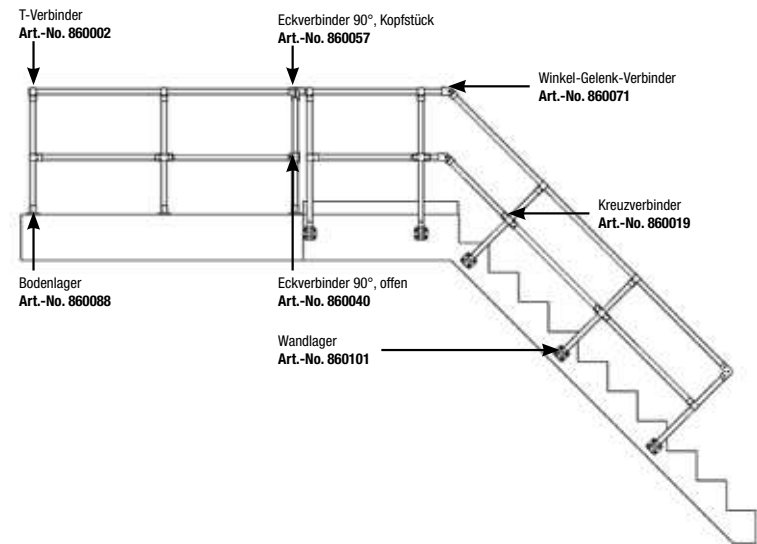 T-Verbinder
Art.-No. 860002
Eckverbinder 90°, Kopfstück
Art.-No. 860057
Winkel-Gelenk-Verbinder
Art.-No. 860071
Kreuzverbinder
Art.-No. 860019
Bodenlager
Art.-No. 860088
Eckverbinder 90°, offen
Art.-No. 860040
Wandlager
Art.-No. 860101